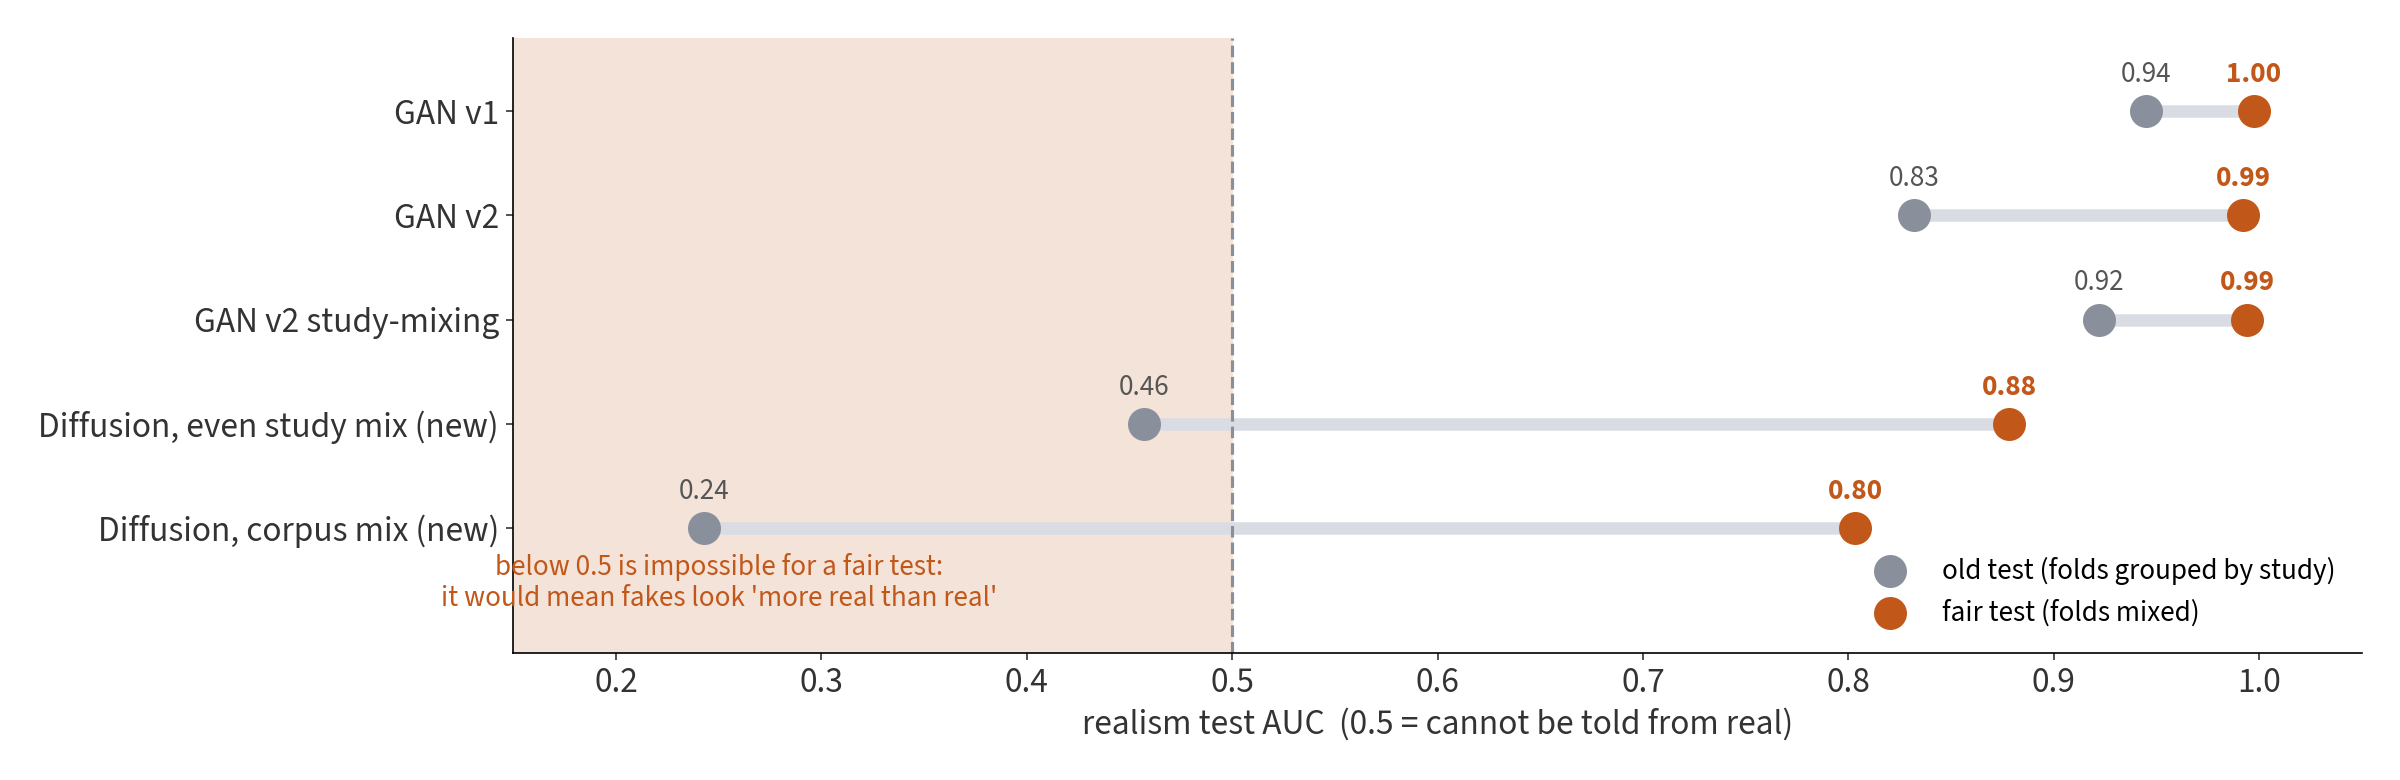 0.94 1.00
GAN v1
0.83 0.99
GAN v2
0.92 0.99
GAN v2 study-mixing
0.46 0.88
Diffusion, even study mix (new)
0.24 0.80
Diffusion, corpus mix (new)
below 0.5 is impossible for a fair test:
it would mean fakes look 'more real than real'
old test (folds grouped by study)
fair test (folds mixed)
0.2 0.3 0.4 0.5 0.6 0.7 0.8 0.9 1.0
realism test AUC (0.5 = cannot be told from real)